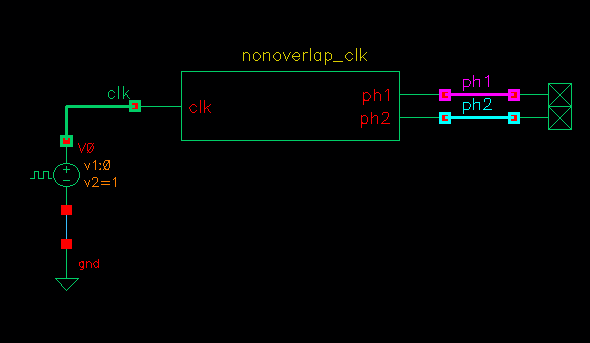 nonoverlap_clk
clk
clk
ph1
ph1
ph2
ph2
V0
v1:0
v2=1
gnd